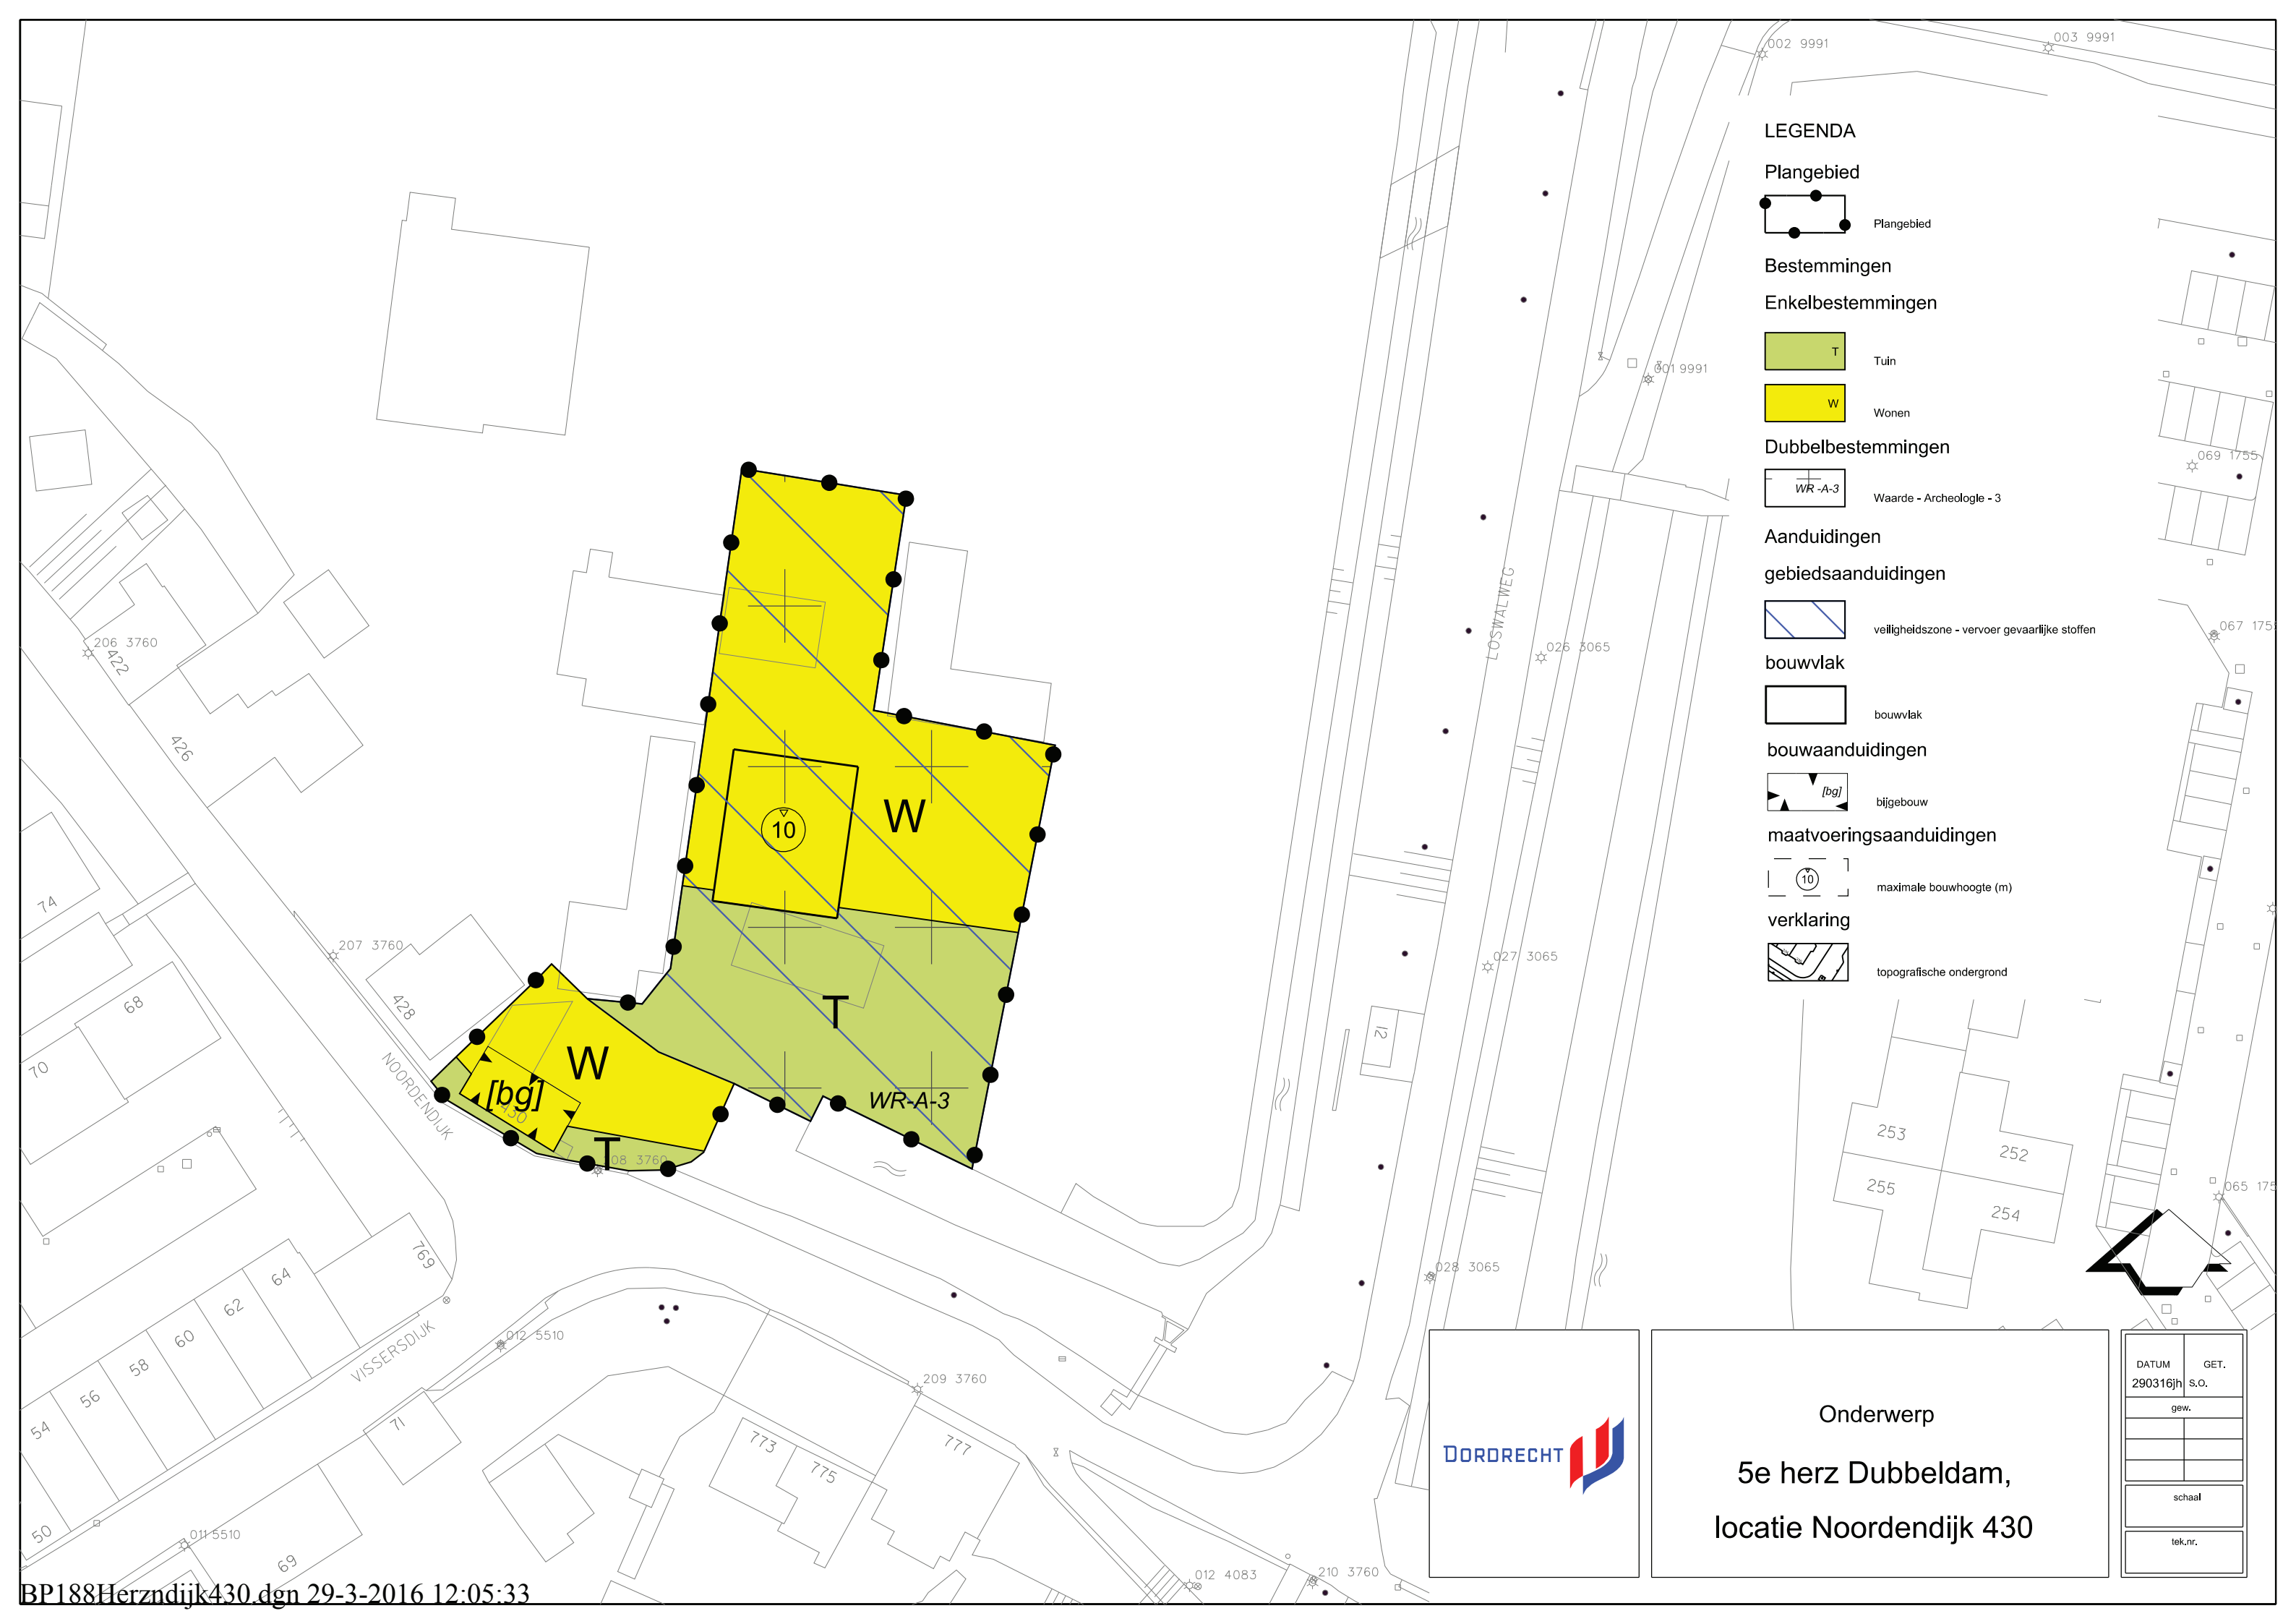 002 9991
003 9991
LEGENDA
Plangebied
Plangebied
Bestemmingen
Enkelbestemmingen
T
Tuin
W
Wonen
Dubbelbestemmingen
WR -A-3
Waarde - Archeologie - 3
Aanduidingen
gebiedsaanduidingen
veiligheidszone - vervoer gevaarlijke stoffen
bouwvlak
bouwvlak
bouwaanduidingen
[bg]
bijgebouw
maatvoeringsaanduidingen
10
maximale bouwhoogte (m)
verklaring
topografische ondergrond
001 9991
069 1755
067 175
065 175
LOSWALWEG
026 3065
027 3065
028 3065
12
253
252
255
254
206 3760
422
426
207 3760
428
NOORDENDIJK
430
208 3760
10
W
T
W
[bg]
T
WR-A-3
74
68
70
769
64
62
60
58
56
54
50
VISSERSDIJK
71
69
012 5510
011 5510
209 3760
773
775
777
012 4083
210 3760
DORDRECHT
Onderwerp
5e herz Dubbeldam,
locatie Noordendijk 430
DATUM GET.
290316jh S.O.
gew.
schaal
tek.nr.
BP188Herzndijk430.dgn 29-3-2016 12:05:33